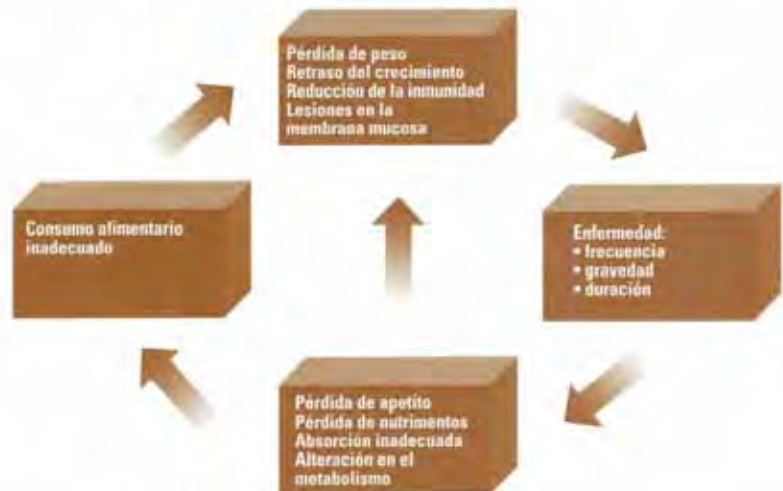 Pérdida de peso
Retraso del crecimiento
Reducción de la inmunidad
Lesiones en la
membrana mucosa
Consumo alimentario
inadecuado
Enfermedad:
• frecuencia
• gravedad
• duración
Pérdida de apetito
Pérdida de nutrimentos
Absorción inadecuada
Alteración en el
metabolismo